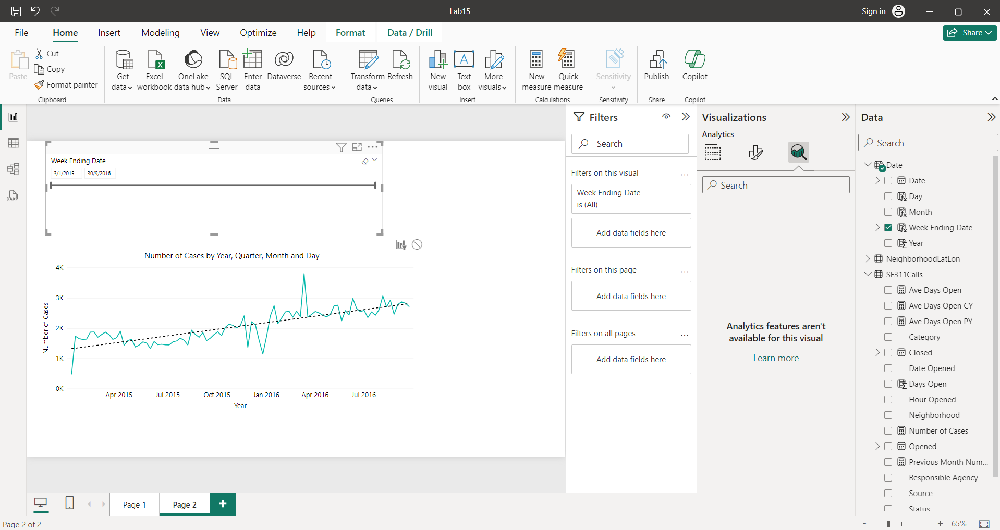 Lab15
Sign in
File Home Insert Modeling View Optimize Help Format Data / Drill Share
Paste
Cut
Copy
Format painter
Clipboard
Get data
Excel workbook
OneLake data hub
SQL Server
Enter data
Dataverse
Recent sources
Data
Transform data
Refresh
Queries
New visual
Text box
More visuals
Insert
New measure
Quick measure
Calculations
Sensitivity
Sensitivity
Publish
Share
Copilot
Copilot
DAX
Week Ending Date
3/1/2015 30/9/2016
Number of Cases by Year, Quarter, Month and Day
Number of Cases
4K
3K
2K
1K
0K
Apr 2015 Jul 2015 Oct 2015 Jan 2016 Apr 2016 Jul 2016
Year
Filters
Search
Filters on this visual
Week Ending Date
is (All)
Add data fields here
Filters on this page
Add data fields here
Filters on all pages
Add data fields here
Visualizations
Analytics
Search
Analytics features aren't
available for this visual
Learn more
Data
Search
Date
Date
Day
Month
Week Ending Date
Year
NeighborhoodLatLon
SF311Calls
Ave Days Open
Ave Days Open CY
Ave Days Open PY
Category
Closed
Date Opened
Days Open
Hour Opened
Neighborhood
Number of Cases
Opened
Previous Month Num...
Responsible Agency
Source
Status
Page 1 Page 2 +
Page 2 of 2
- + 65%